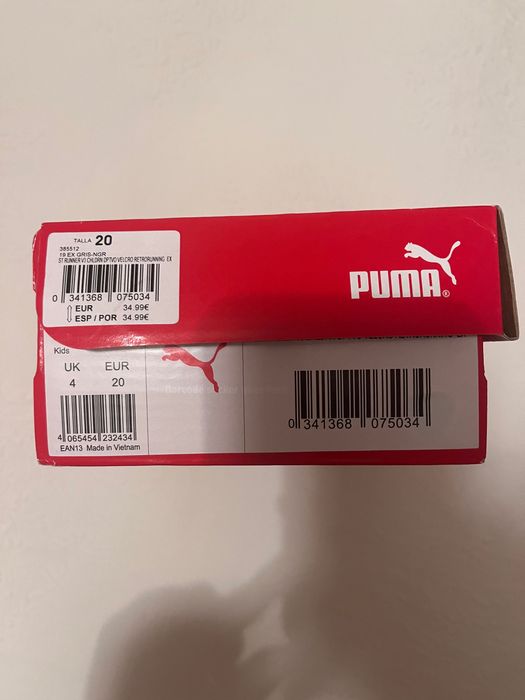 TALLA 20
385512
19 EX GRIS-NGR
ST RUNNER V3 CHLDRN DPTIVO VELCRO RETRORUNNING EX
0 341368 075034
EUR 34.99€
ESP / POR 34.99€
PUMA®
Kids
UK EUR
4 20
4 065454 232434
EAN13 Made in Vietnam
0 341368 075034